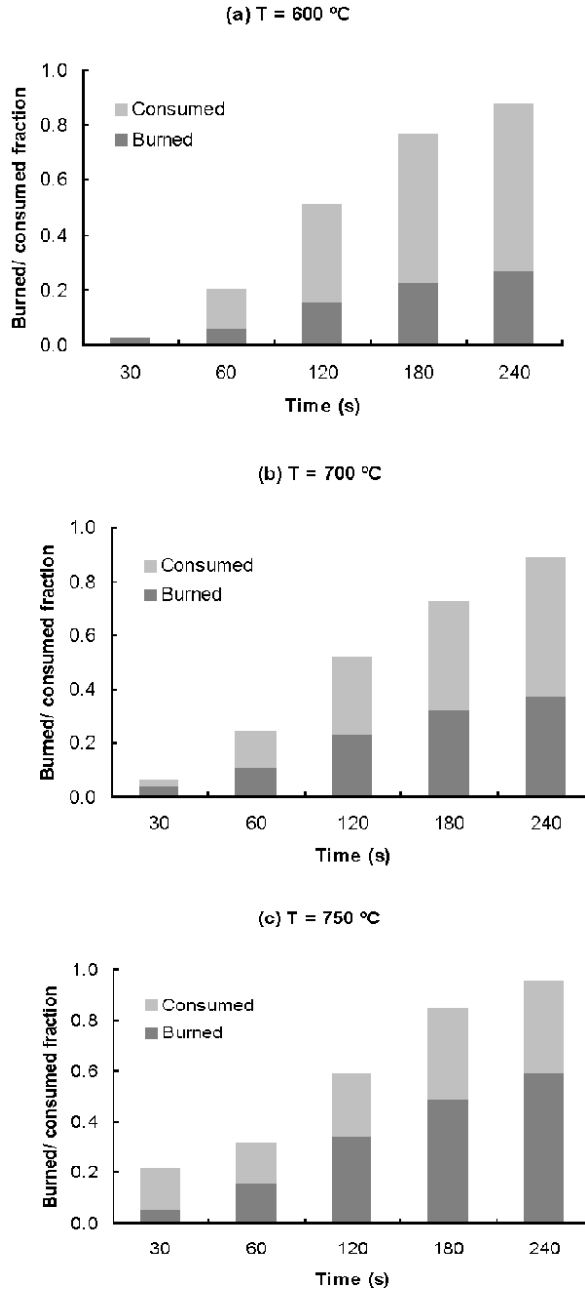 (a) T = 600 ºC
1.0
0.8
0.6
0.4
0.2
0.0
Burned/ consumed fraction
Consumed
Burned
30 60 120 180 240
Time (s)
(b) T = 700 ºC
1.0
0.8
0.6
0.4
0.2
0.0
Burned/ consumed fraction
Consumed
Burned
30 60 120 180 240
Time (s)
(c) T = 750 ºC
1.0
0.8
0.6
0.4
0.2
0.0
Burned/ consumed fraction
Consumed
Burned
30 60 120 180 240
Time (s)